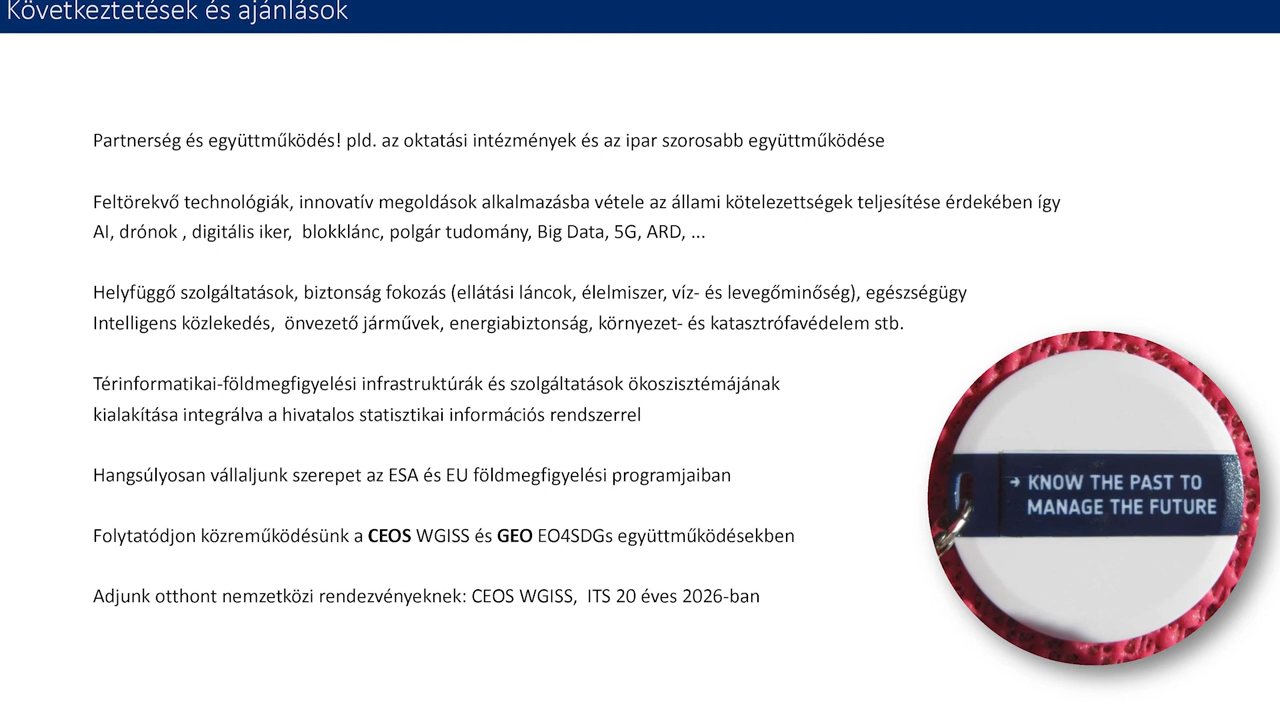 Következtetések és ajánlások
Partnerség és együttműködés! pld. az oktatási intézmények és az ipar szorosabb együttműködése
Feltörekvő technológiák, innovatív megoldások alkalmazásba vétele az állami kötelezettségek teljesítése érdekében így
AI, drónok , digitális iker,  blokklánc, polgár tudomány, Big Data, 5G, ARD, ...
Helyfüggő szolgáltatások, biztonság fokozás (ellátási láncok, élelmiszer, víz- és levegőminőség), egészségügy
Intelligens közlekedés,  önvezető járművek, energiabiztonság, környezet- és katasztrófavédelem stb.
Térinformatikai-földmegfigyelési infrastruktúrák és szolgáltatások ökoszisztémájának
kialakítása integrálva a hivatalos statisztikai információs rendszerrel
Hangsúlyosan vállaljunk szerepet az ESA és EU földmegfigyelési programjaiban
Folytatódjon közreműködésünk a CEOS WGISS és GEO EO4SDGs együttműködésekben
Adjunk otthont nemzetközi rendezvényeknek: CEOS WGISS,  ITS 20 éves 2026-ban
→ KNOW THE PAST TO
MANAGE THE FUTURE